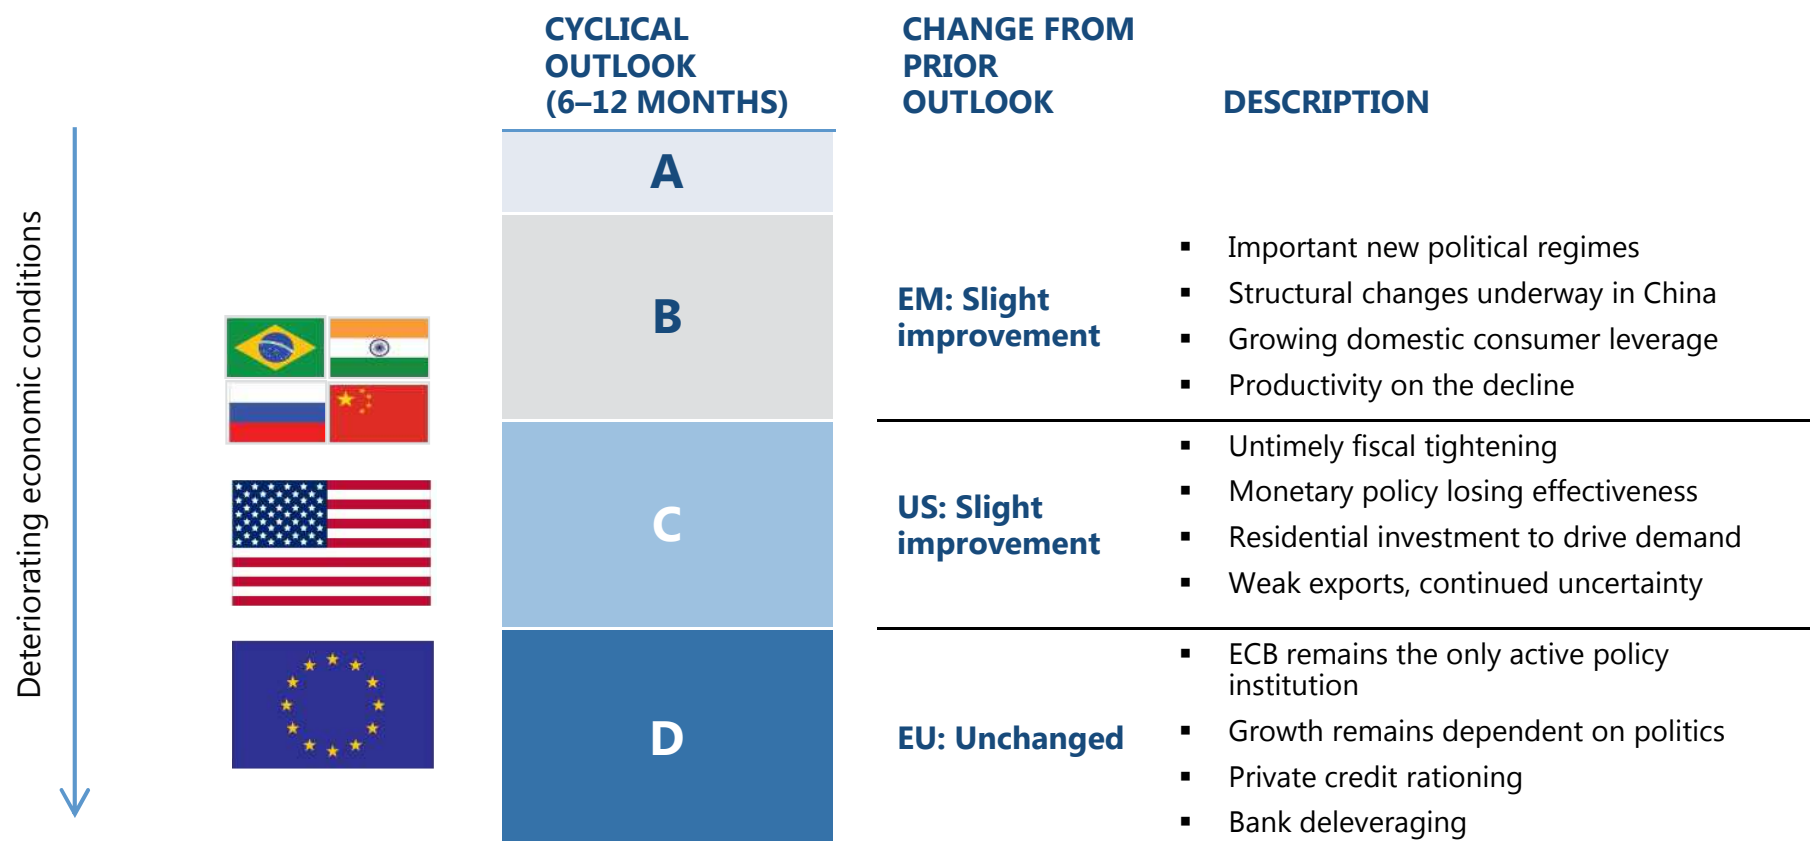 CYCLICAL
OUTLOOK
(6–12 MONTHS)
CHANGE FROM
PRIOR
OUTLOOK
DESCRIPTION
Deteriorating economic conditions
A
B
EM: Slight
improvement
▪ Important new political regimes
▪ Structural changes underway in China
▪ Growing domestic consumer leverage
▪ Productivity on the decline
C
US: Slight
improvement
▪ Untimely fiscal tightening
▪ Monetary policy losing effectiveness
▪ Residential investment to drive demand
▪ Weak exports, continued uncertainty
D
EU: Unchanged
▪ ECB remains the only active policy
institution
▪ Growth remains dependent on politics
▪ Private credit rationing
▪ Bank deleveraging